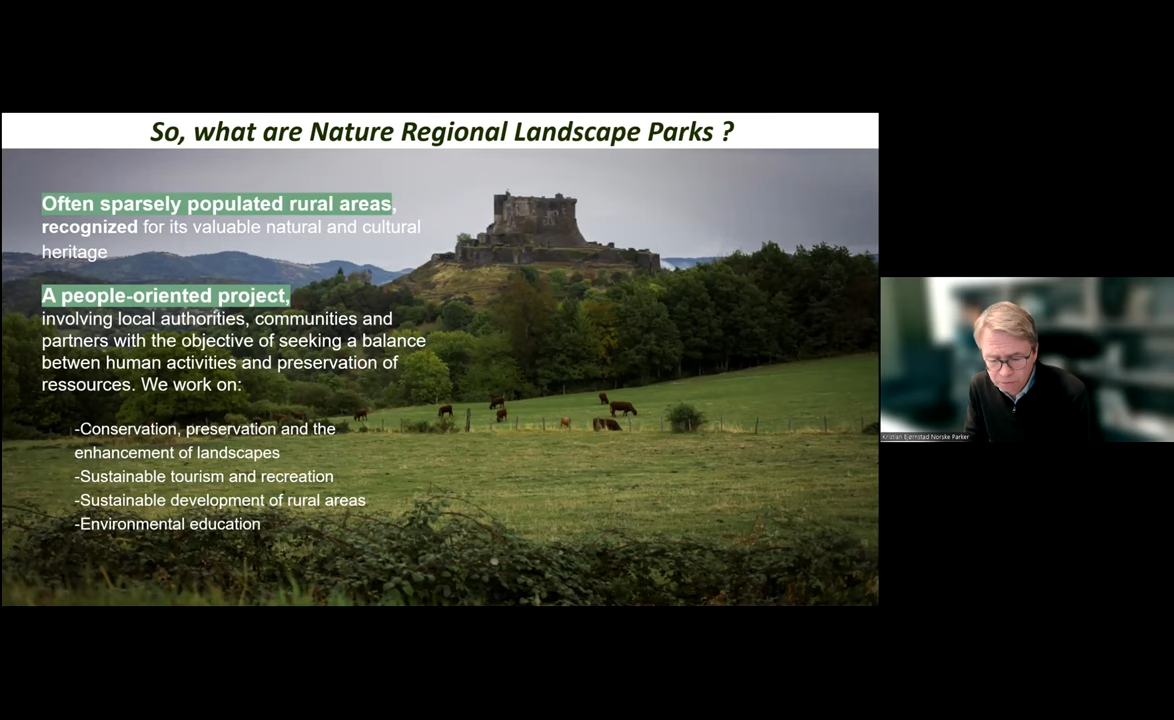 So, what are Nature Regional Landscape Parks ?
Often sparsely populated rural areas,
recognized for its valuable natural and cultural
heritage
A people-oriented project,
involving local authorities, communities and
partners with the objective of seeking a balance
betwen human activities and preservation of
ressources. We work on:
-Conservation, preservation and the
enhancement of landscapes
-Sustainable tourism and recreation
-Sustainable development of rural areas
-Environmental education
Kristian Bjørnstad Norske Parker